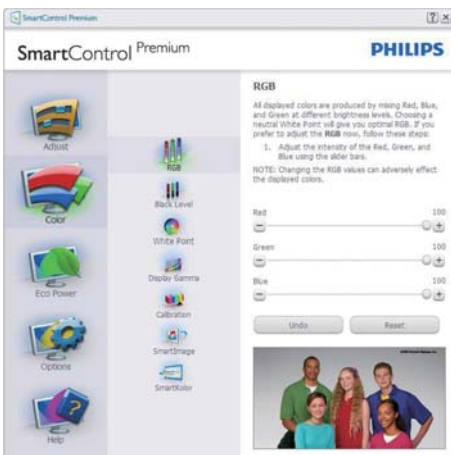 SmartControl Premium
SmartControl Premium
PHILIPS
Adjust
Color
Eco Power
Options
Help
RGB
Black Level
White Point
Display Gamma
Calibration
SmartImage
SmartKolor
RGB
All displayed colors are produced by mixing Red, Blue,
and Green at different brightness levels. Choosing a
neutral White Point will give you optimal RGB. If you
prefer to adjust the RGB now, follow these steps:
1. Adjust the intensity of the Red, Green, and
Blue using the slider bars.
NOTE: Changing the RGB values can adversely effect
the displayed colors.
Red 100
Green 100
Blue 100
Undo Reset